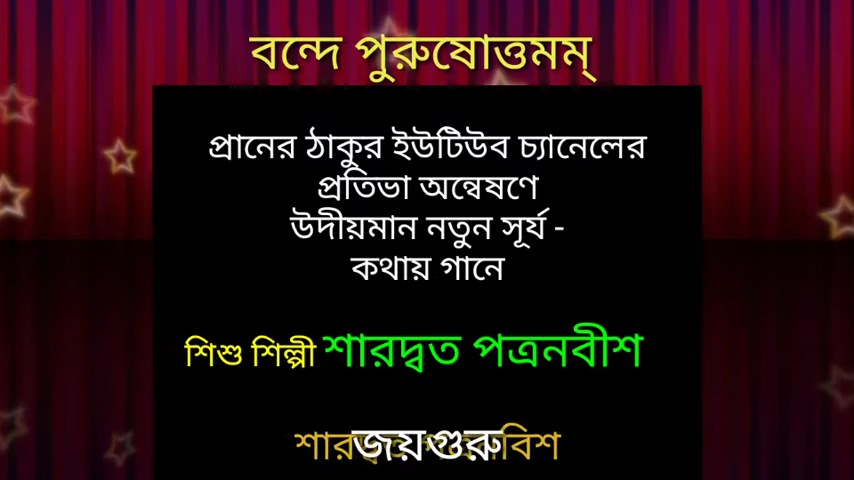 বন্দে পুরুষোত্তমম্
প্রানের ঠাকুর ইউটিউব চ্যানেলের
প্রতিভা অন্বেষণে
উদীয়মান নতুন সূর্য -
কথায় গানে
শিশু শিল্পী শারদ্বত পত্রনবীশ
জয়গুরু